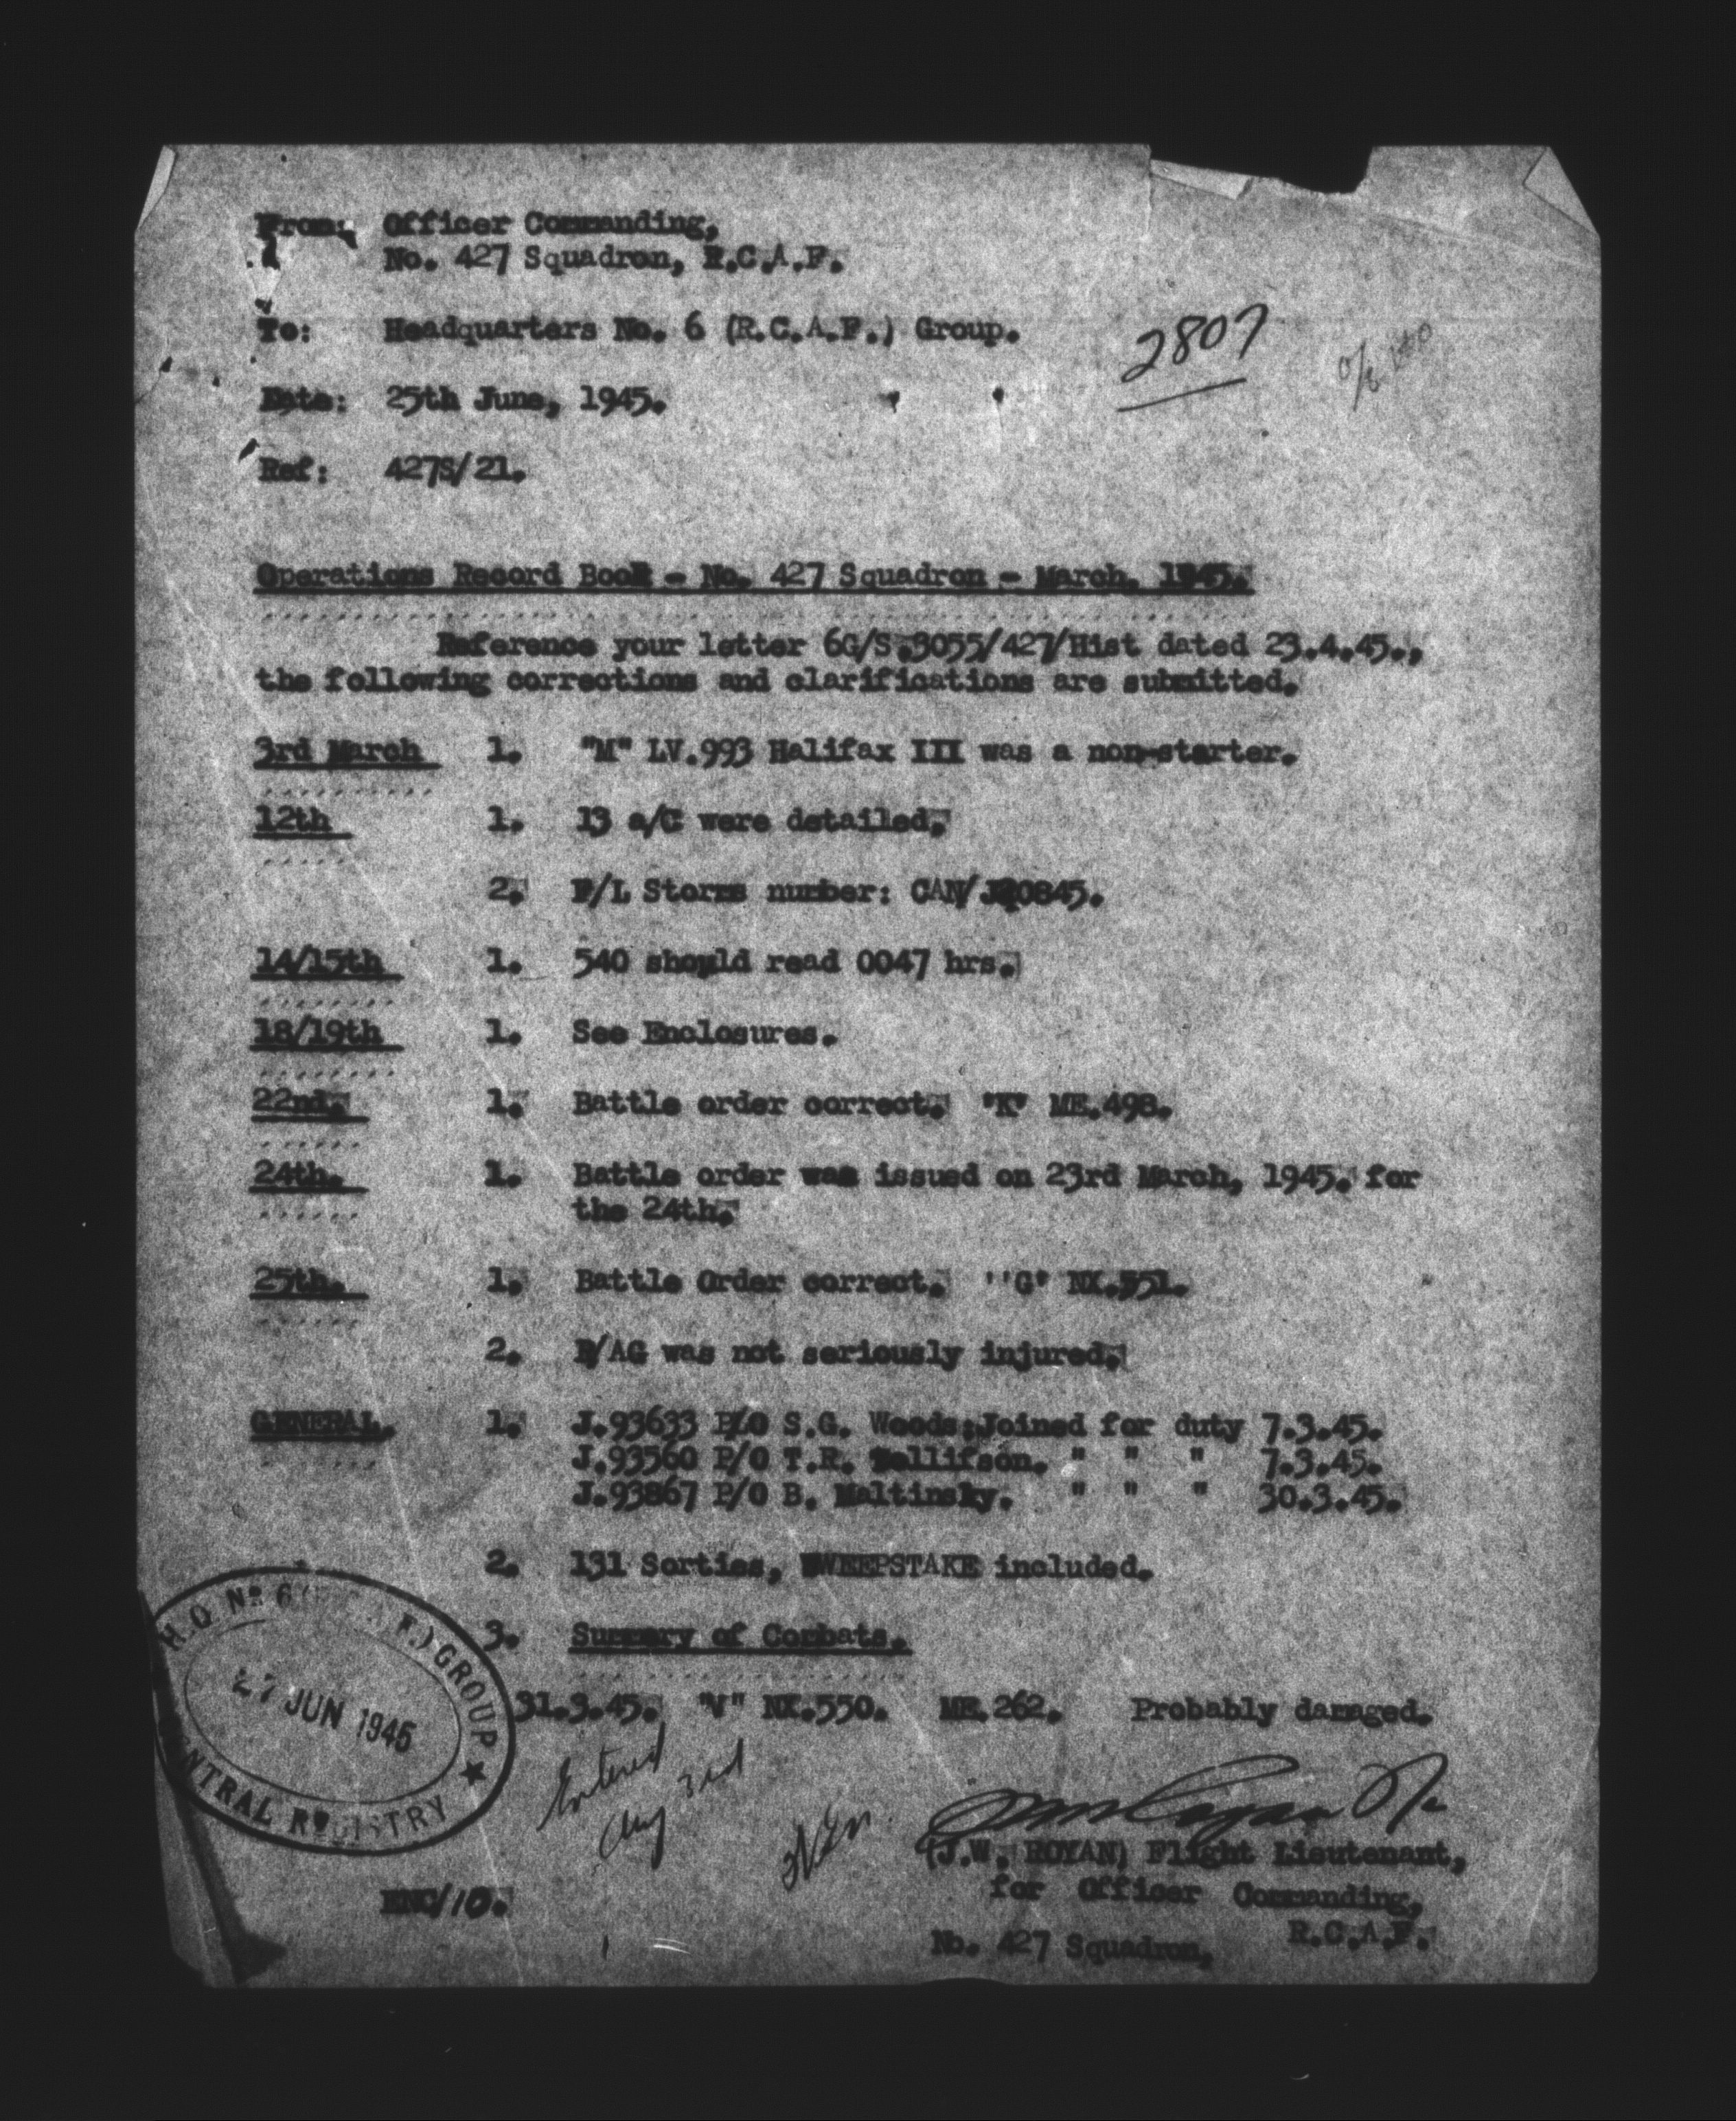 From: Officer Commanding,
No. 427 Squadron, R.C.A.F.
To: Headquarters No. 6 (R.C.A.F.) Group.
2807
Date: 25th June, 1945.
Ref: 427S/21.
Operations Record Book - No. 427 Squadron - March, 1945.
Reference your letter 6G/S.3055/427/Hist dated 23.4.45.,
the following corrections and clarifications are submitted.
3rd March 1. "M" LV.993 Halifax III was a non-starter.
12th 1. 13 a/C were detailed.
2. F/L Storms number:
14/15th 1. 540 should read 0047 hrs.
18/19th 1. See Enclosures.
22nd. 1. Battle order correct. "K" ME.498.
24th. 1. Battle order was issued on 23rd March, 1945. for
the 24th.
25th. 1. Battle Order correct. ''G" NX.551.
2. R/AG was not seriously injured.
GENERAL. 1. J.93633 P/O S.G. Woods:Joined for duty 7.3.45.
J.93560 P/O T.R. " " " 7.3.45.
J.93867 P/O B. Maltinsky. " " " 30.3.45.
2. 131 Sorties, SWEEPSTAKE included.
3. Summary of Combats.
31.3.45. "V" NX.550. ME.262. Probably damaged.
H.Q. No 6 GROUP ★
27 JUN 1945
REGISTRY
Entered
Aug 3rd
(J.W. ROYAN) Flight Lieutenant,
for Officer Commanding,
ENC/10.
No. 427 Squadron, R.C.A.F.